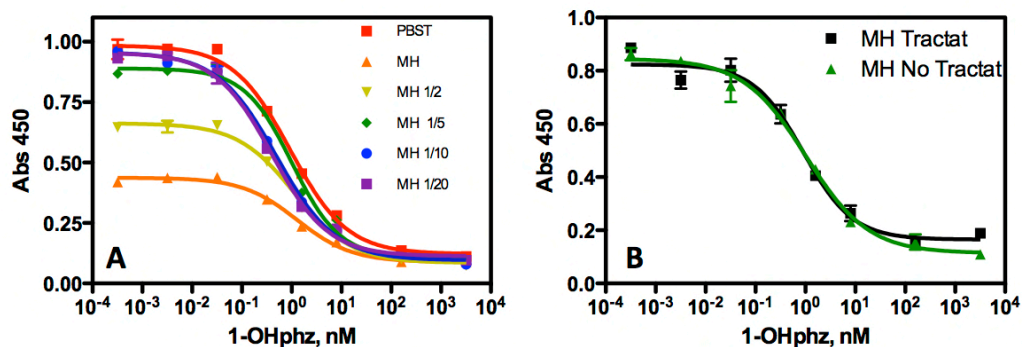 PBST
MH
MH 1/2
MH 1/5
MH 1/10
MH 1/20
1.00
0.75
0.50
0.25
0.00
Abs 450
A
10-4 10-3 10-2 10-1 100 101 102 103 104
1-OHphz, nM
MH Tractat
MH No Tractat
1.0
0.8
0.6
0.4
0.2
0.0
Abs 450
B
10-4 10-3 10-2 10-1 100 101 102 103 104
1-OHphz, nM